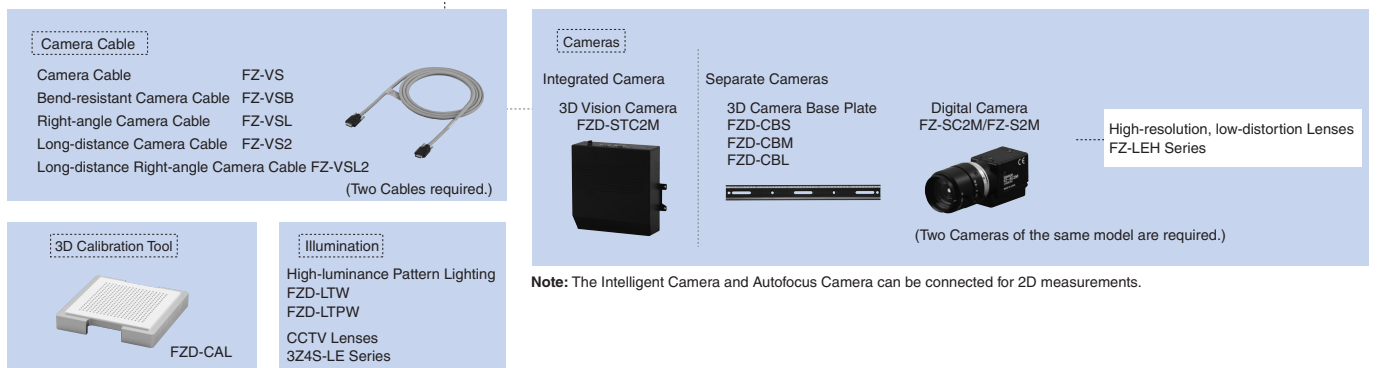 Camera Cable
Camera Cable FZ-VS
Bend-resistant Camera Cable FZ-VSB
Right-angle Camera Cable FZ-VSL
Long-distance Camera Cable FZ-VS2
Long-distance Right-angle Camera Cable FZ-VSL2
(Two Cables required.)
Cameras
Integrated Camera
3D Vision Camera
FZD-STC2M
Separate Cameras
3D Camera Base Plate
FZD-CBS
FZD-CBM
FZD-CBL
Digital Camera
FZ-SC2M/FZ-S2M
High-resolution, low-distortion Lenses
FZ-LEH Series
(Two Cameras of the same model are required.)
3D Calibration Tool
FZD-CAL
Illumination
High-luminance Pattern Lighting
FZD-LTW
FZD-LTPW
CCTV Lenses
3Z4S-LE Series
Note: The Intelligent Camera and Autofocus Camera can be connected for 2D measurements.